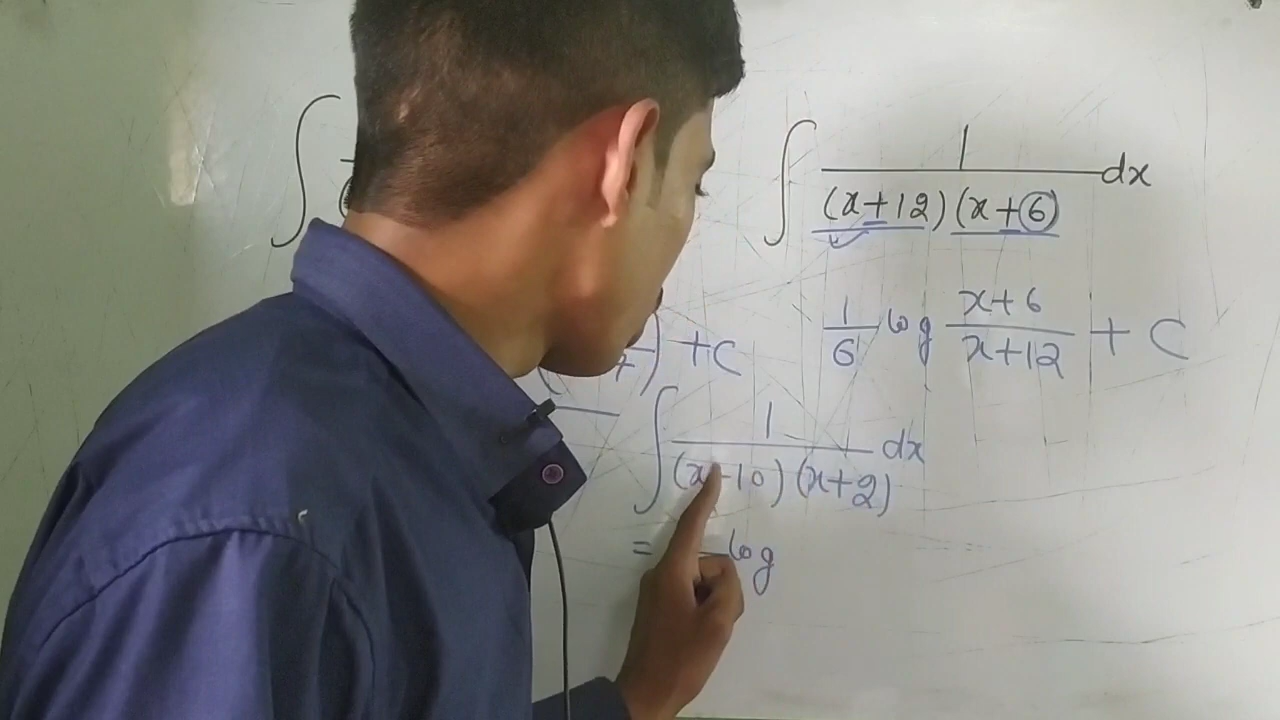 ∫ 1/((x+12)(x+6)) dx
1/6 log (x+6)/(x+12) + C
+C
∫ 1/((x-10)(x+2)) dx
= log